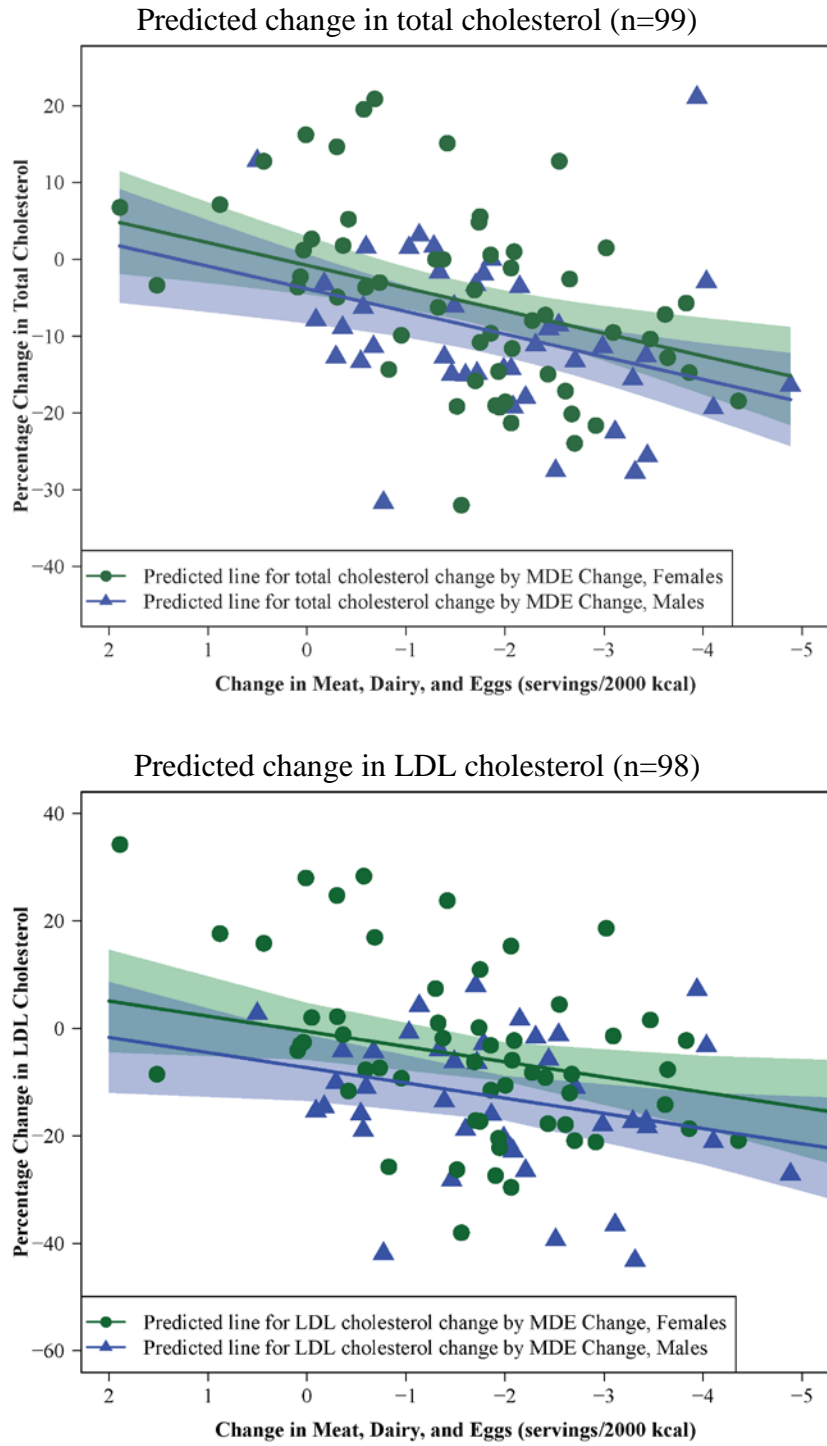 Predicted change in total cholesterol (n=99)
Percentage Change in Total Cholesterol
20
10
0
−10
−20
−30
−40
Predicted line for total cholesterol change by MDE Change, Females
Predicted line for total cholesterol change by MDE Change, Males
2 1 0 −1 −2 −3 −4 −5
Change in Meat, Dairy, and Eggs (servings/2000 kcal)
Predicted change in LDL cholesterol (n=98)
Percentage Change in LDL Cholesterol
40
20
0
−20
−40
−60
Predicted line for LDL cholesterol change by MDE Change, Females
Predicted line for LDL cholesterol change by MDE Change, Males
2 1 0 −1 −2 −3 −4 −5
Change in Meat, Dairy, and Eggs (servings/2000 kcal)